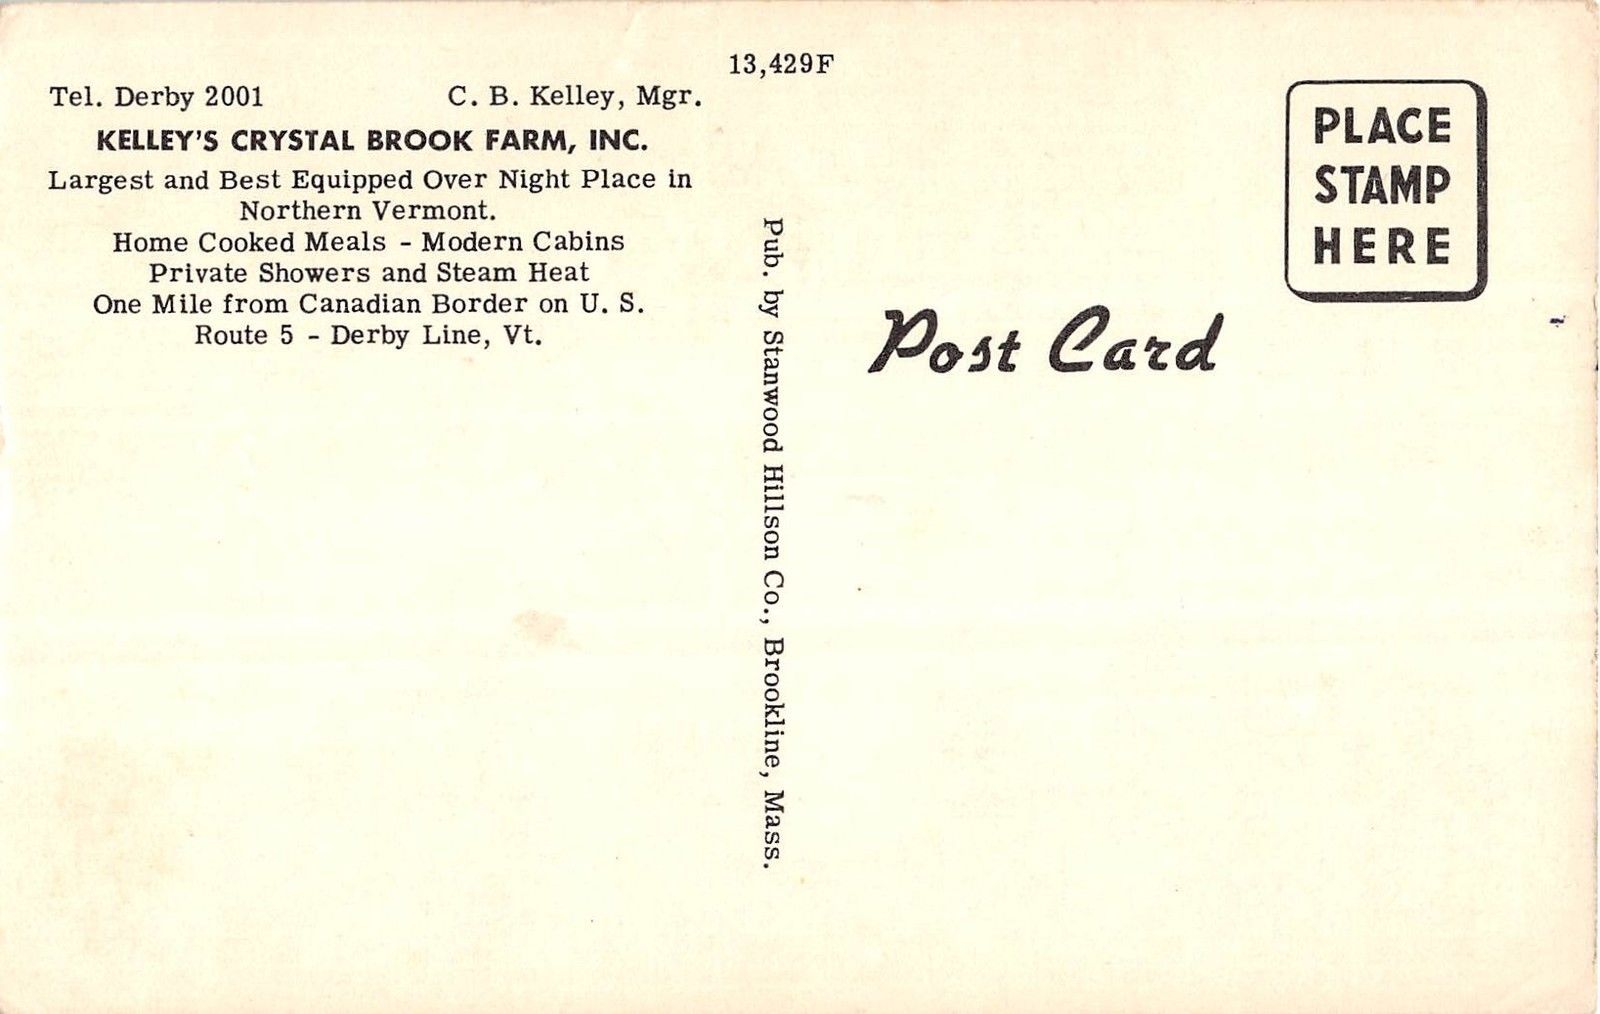 13,429F
Tel. Derby 2001 C. B. Kelley, Mgr.
KELLEY'S CRYSTAL BROOK FARM, INC.
Largest and Best Equipped Over Night Place in
Northern Vermont.
Home Cooked Meals - Modern Cabins
Private Showers and Steam Heat
One Mile from Canadian Border on U. S.
Route 5 - Derby Line, Vt.
Pub. by Stanwood Hillson Co., Brookline, Mass.
Post Card
PLACE
STAMP
HERE